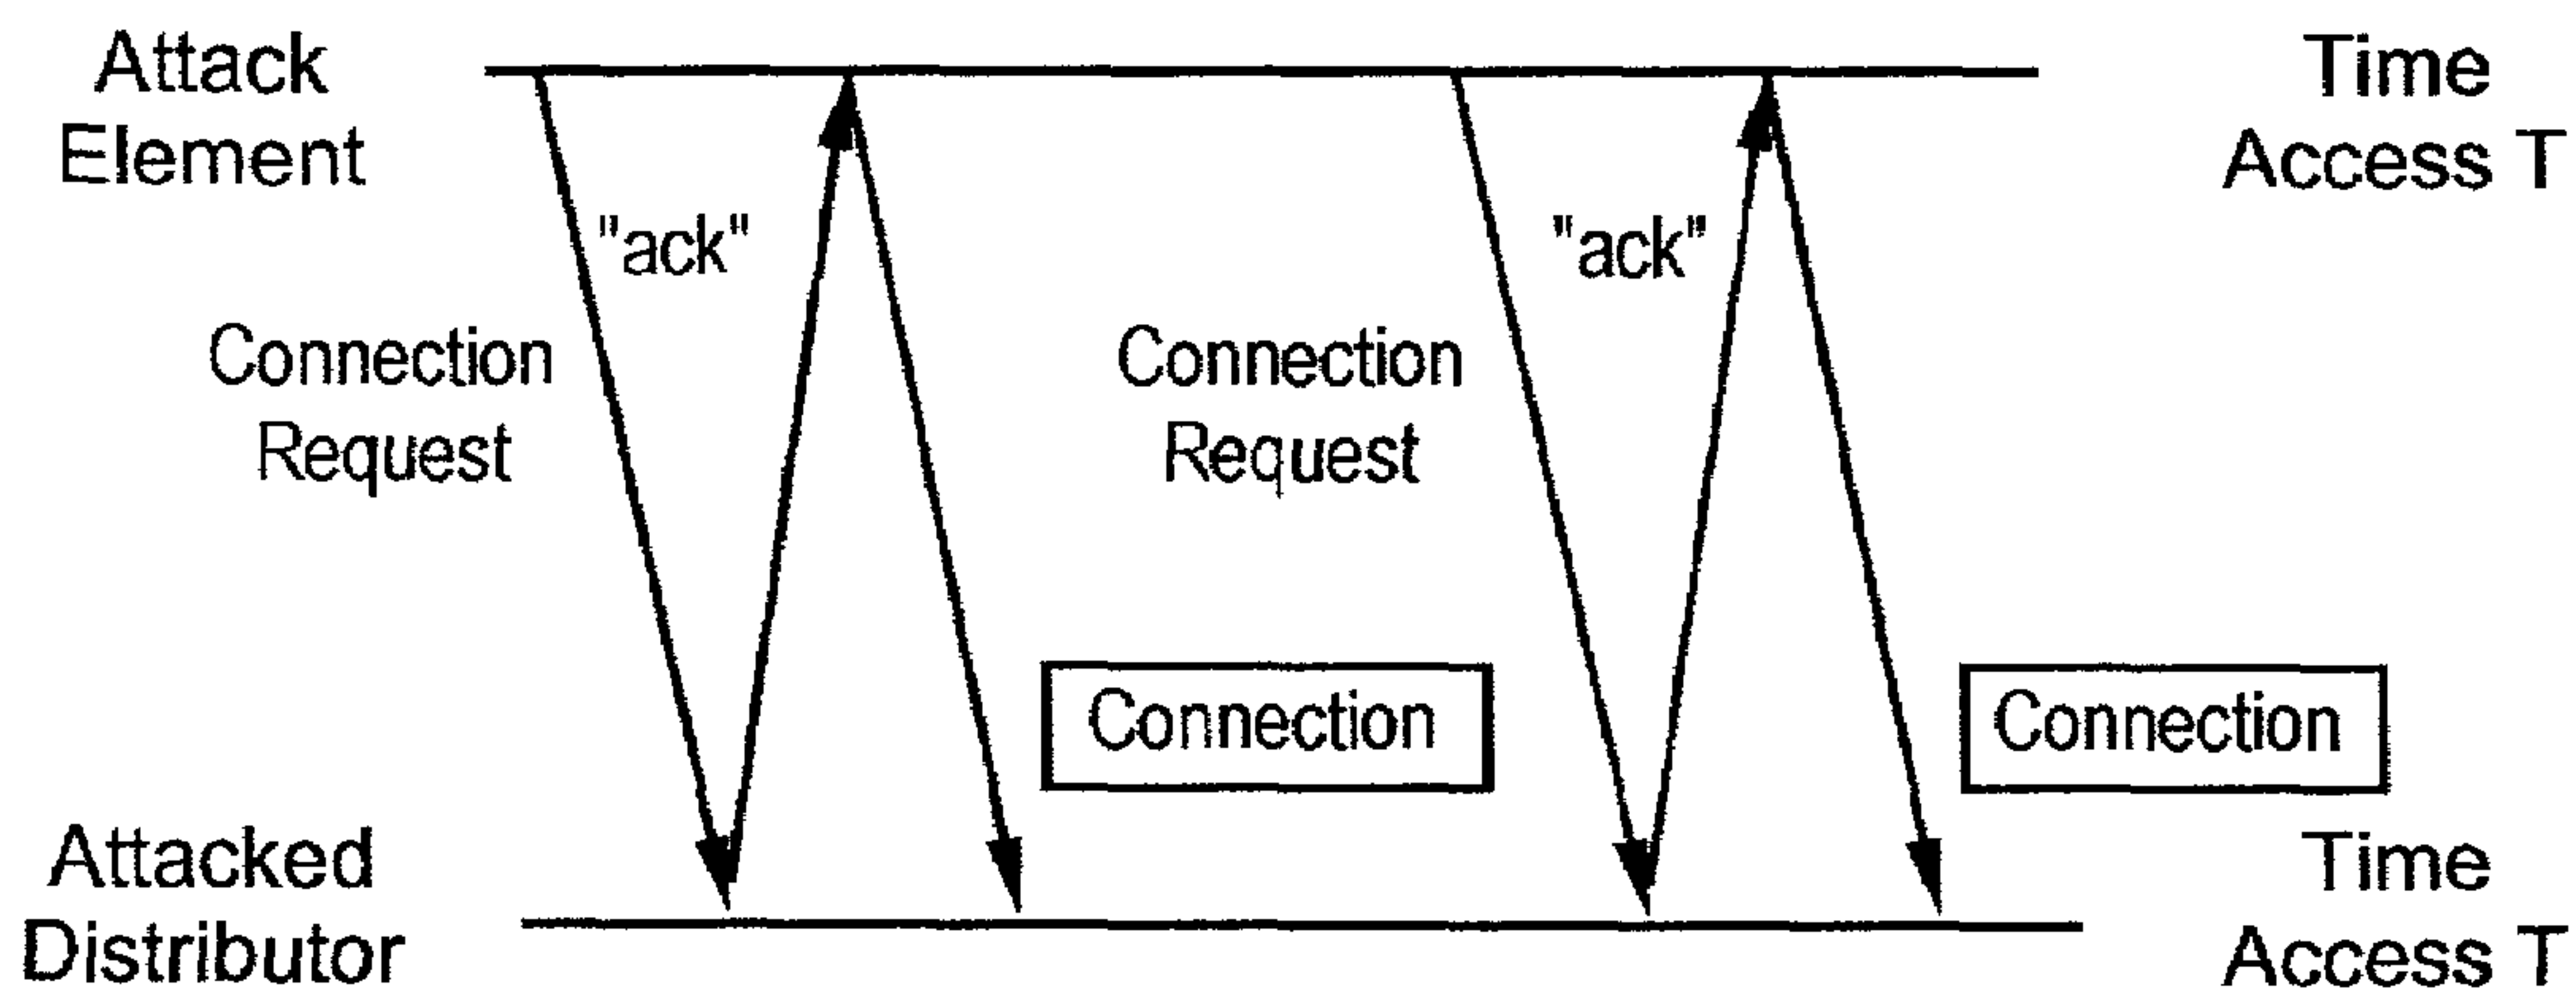 Attack
Element
Time
Access T
"ack"
"ack"
Connection
Request
Connection
Request
Connection
Connection
Attacked
Distributor
Time
Access T